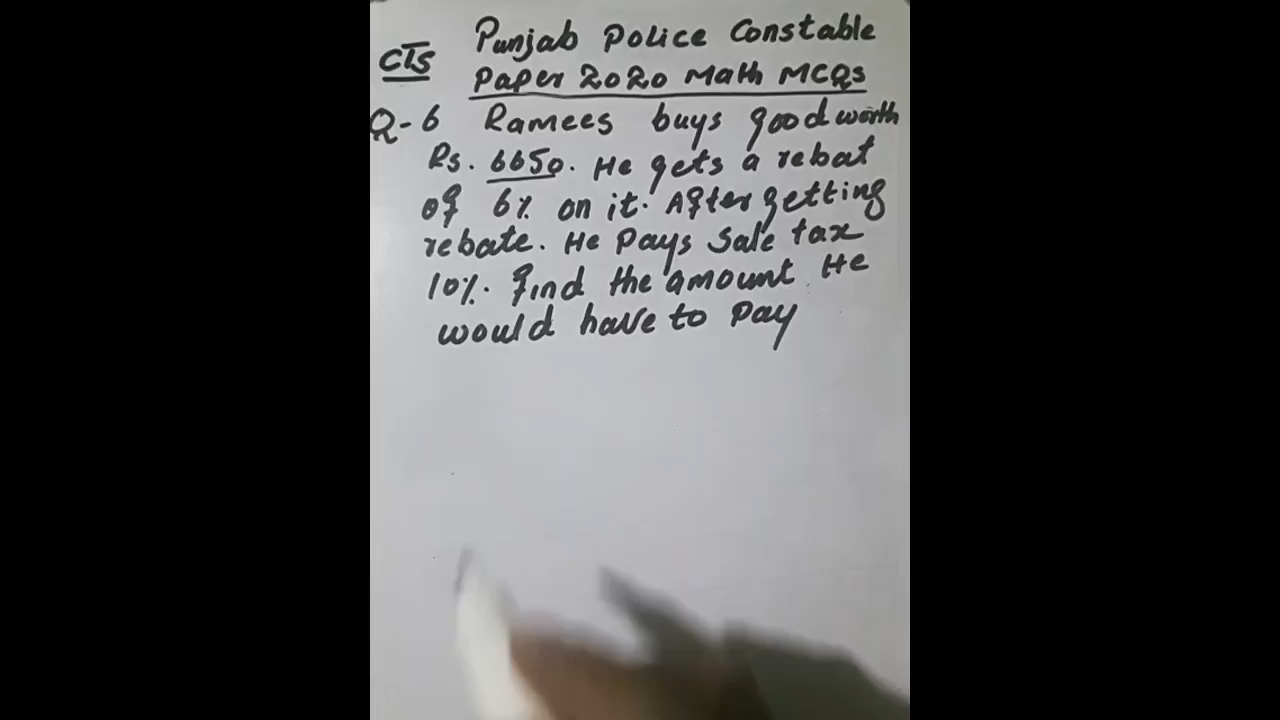 Punjab Police Constable
CTS Paper 2020 Math MCQs
Q-6 Ramees buys good worth
Rs. 6650. He gets a rebat
of 6% on it. After getting
rebate. He Pays Sale tax
10%. find the amount He
would have to Pay